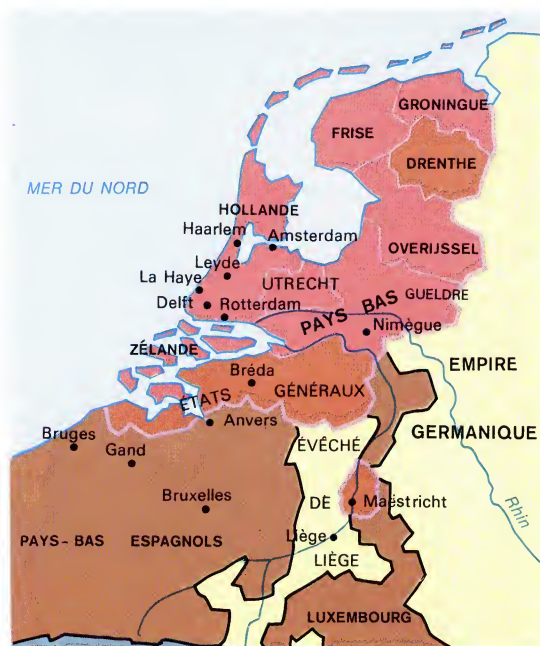 GRONINGUE
FRISE
DRENTHE
MER DU NORD
HOLLANDE
Haarlem
Amsterdam
OVERIJSSEL
Leyde
La Haye
UTRECHT
Delft
Rotterdam
PAYS BAS
GUELDRE
Nimègue
ZÉLANDE
EMPIRE
Bréda
ÉTATS
GÉNÉRAUX
Anvers
GERMANIQUE
Bruges
Gand
ÉVÊCHÉ
Bruxelles
DE
Maëstricht
Rhin
PAYS-BAS
ESPAGNOLS
Liège
LIÈGE
LUXEMBOURG